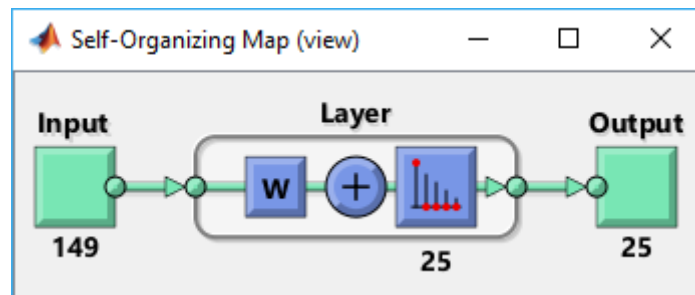 Self-Organizing Map (view)
Layer
Input
Output
W
149
25
25